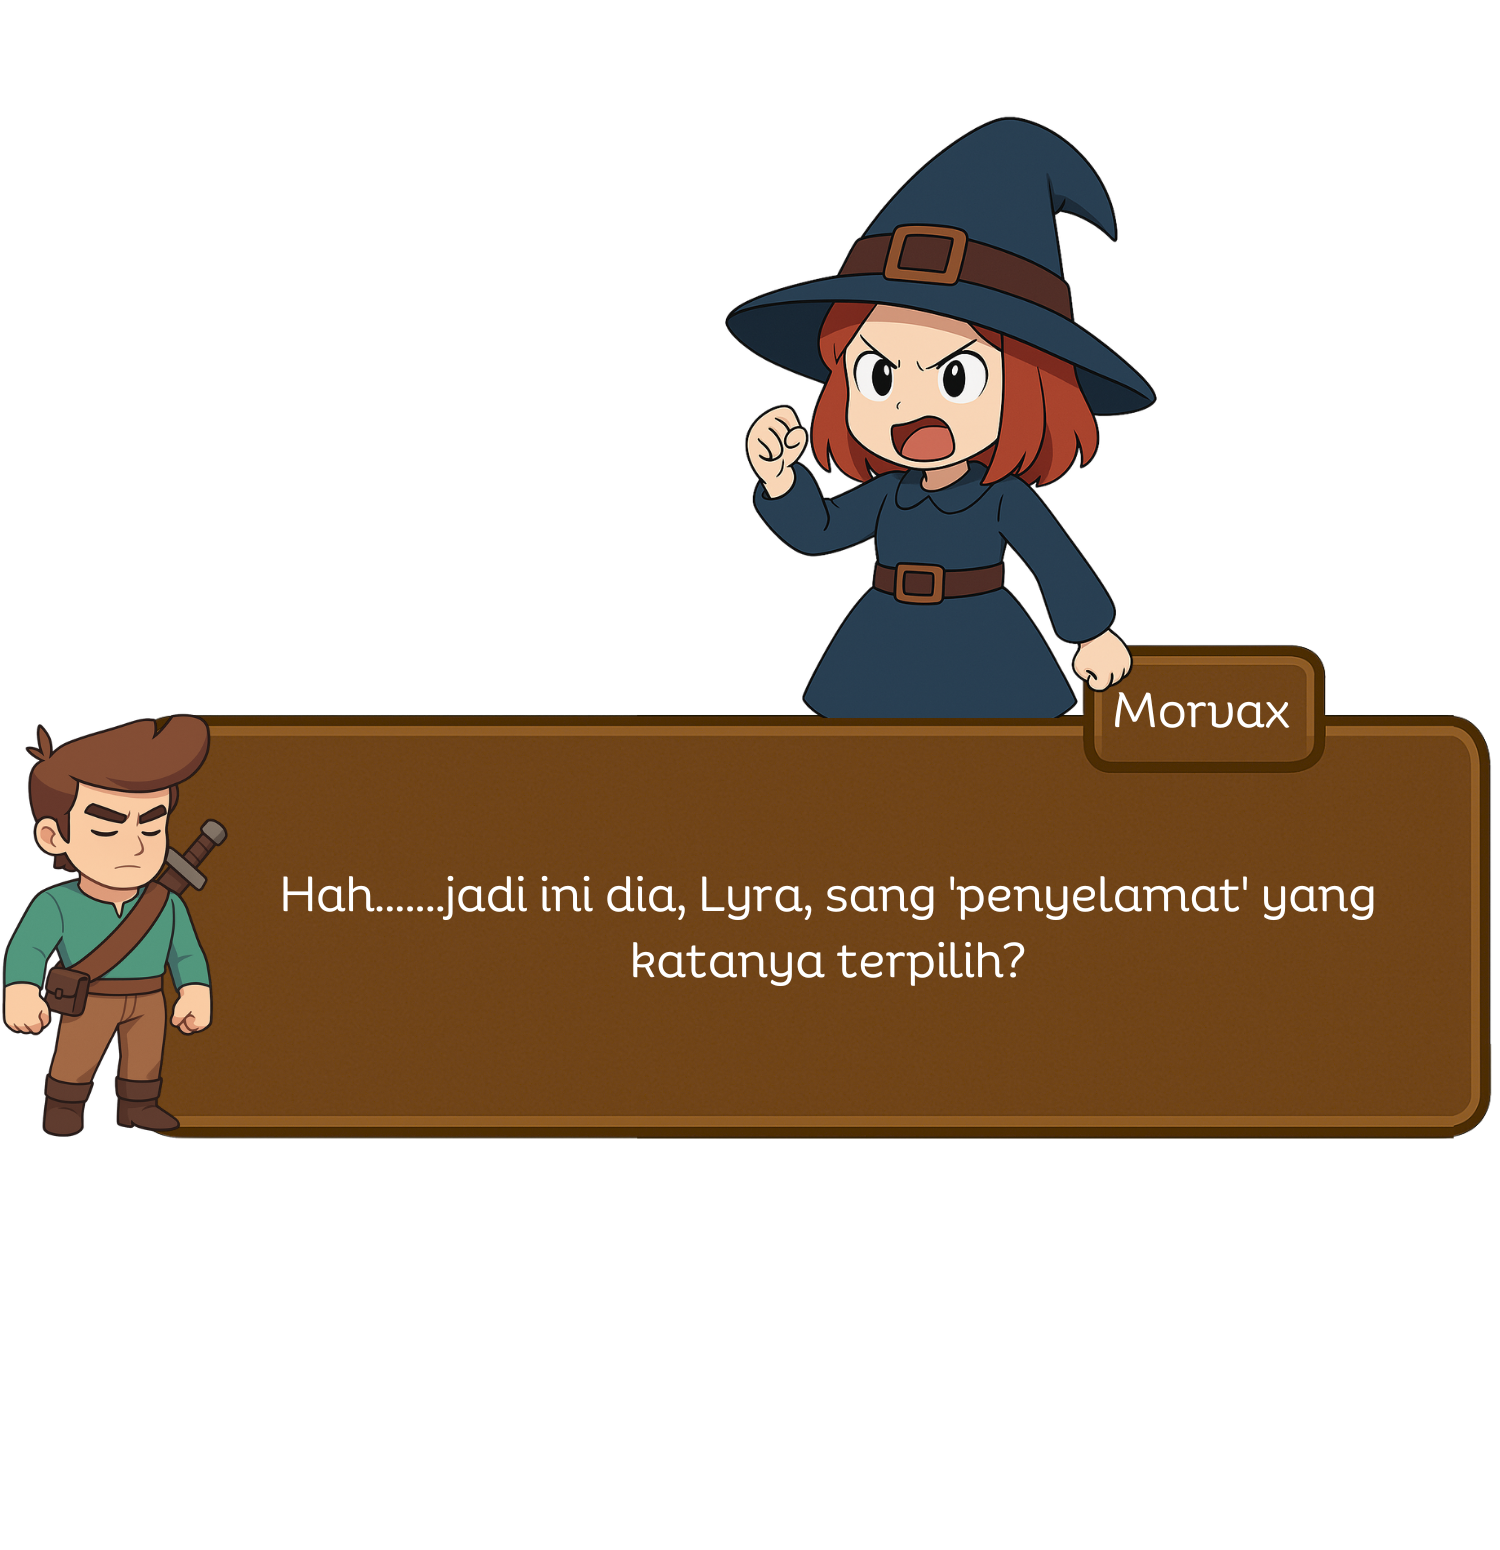 Morvax
Hah.......jadi ini dia, Lyra, sang 'penyelamat' yang
katanya terpilih?